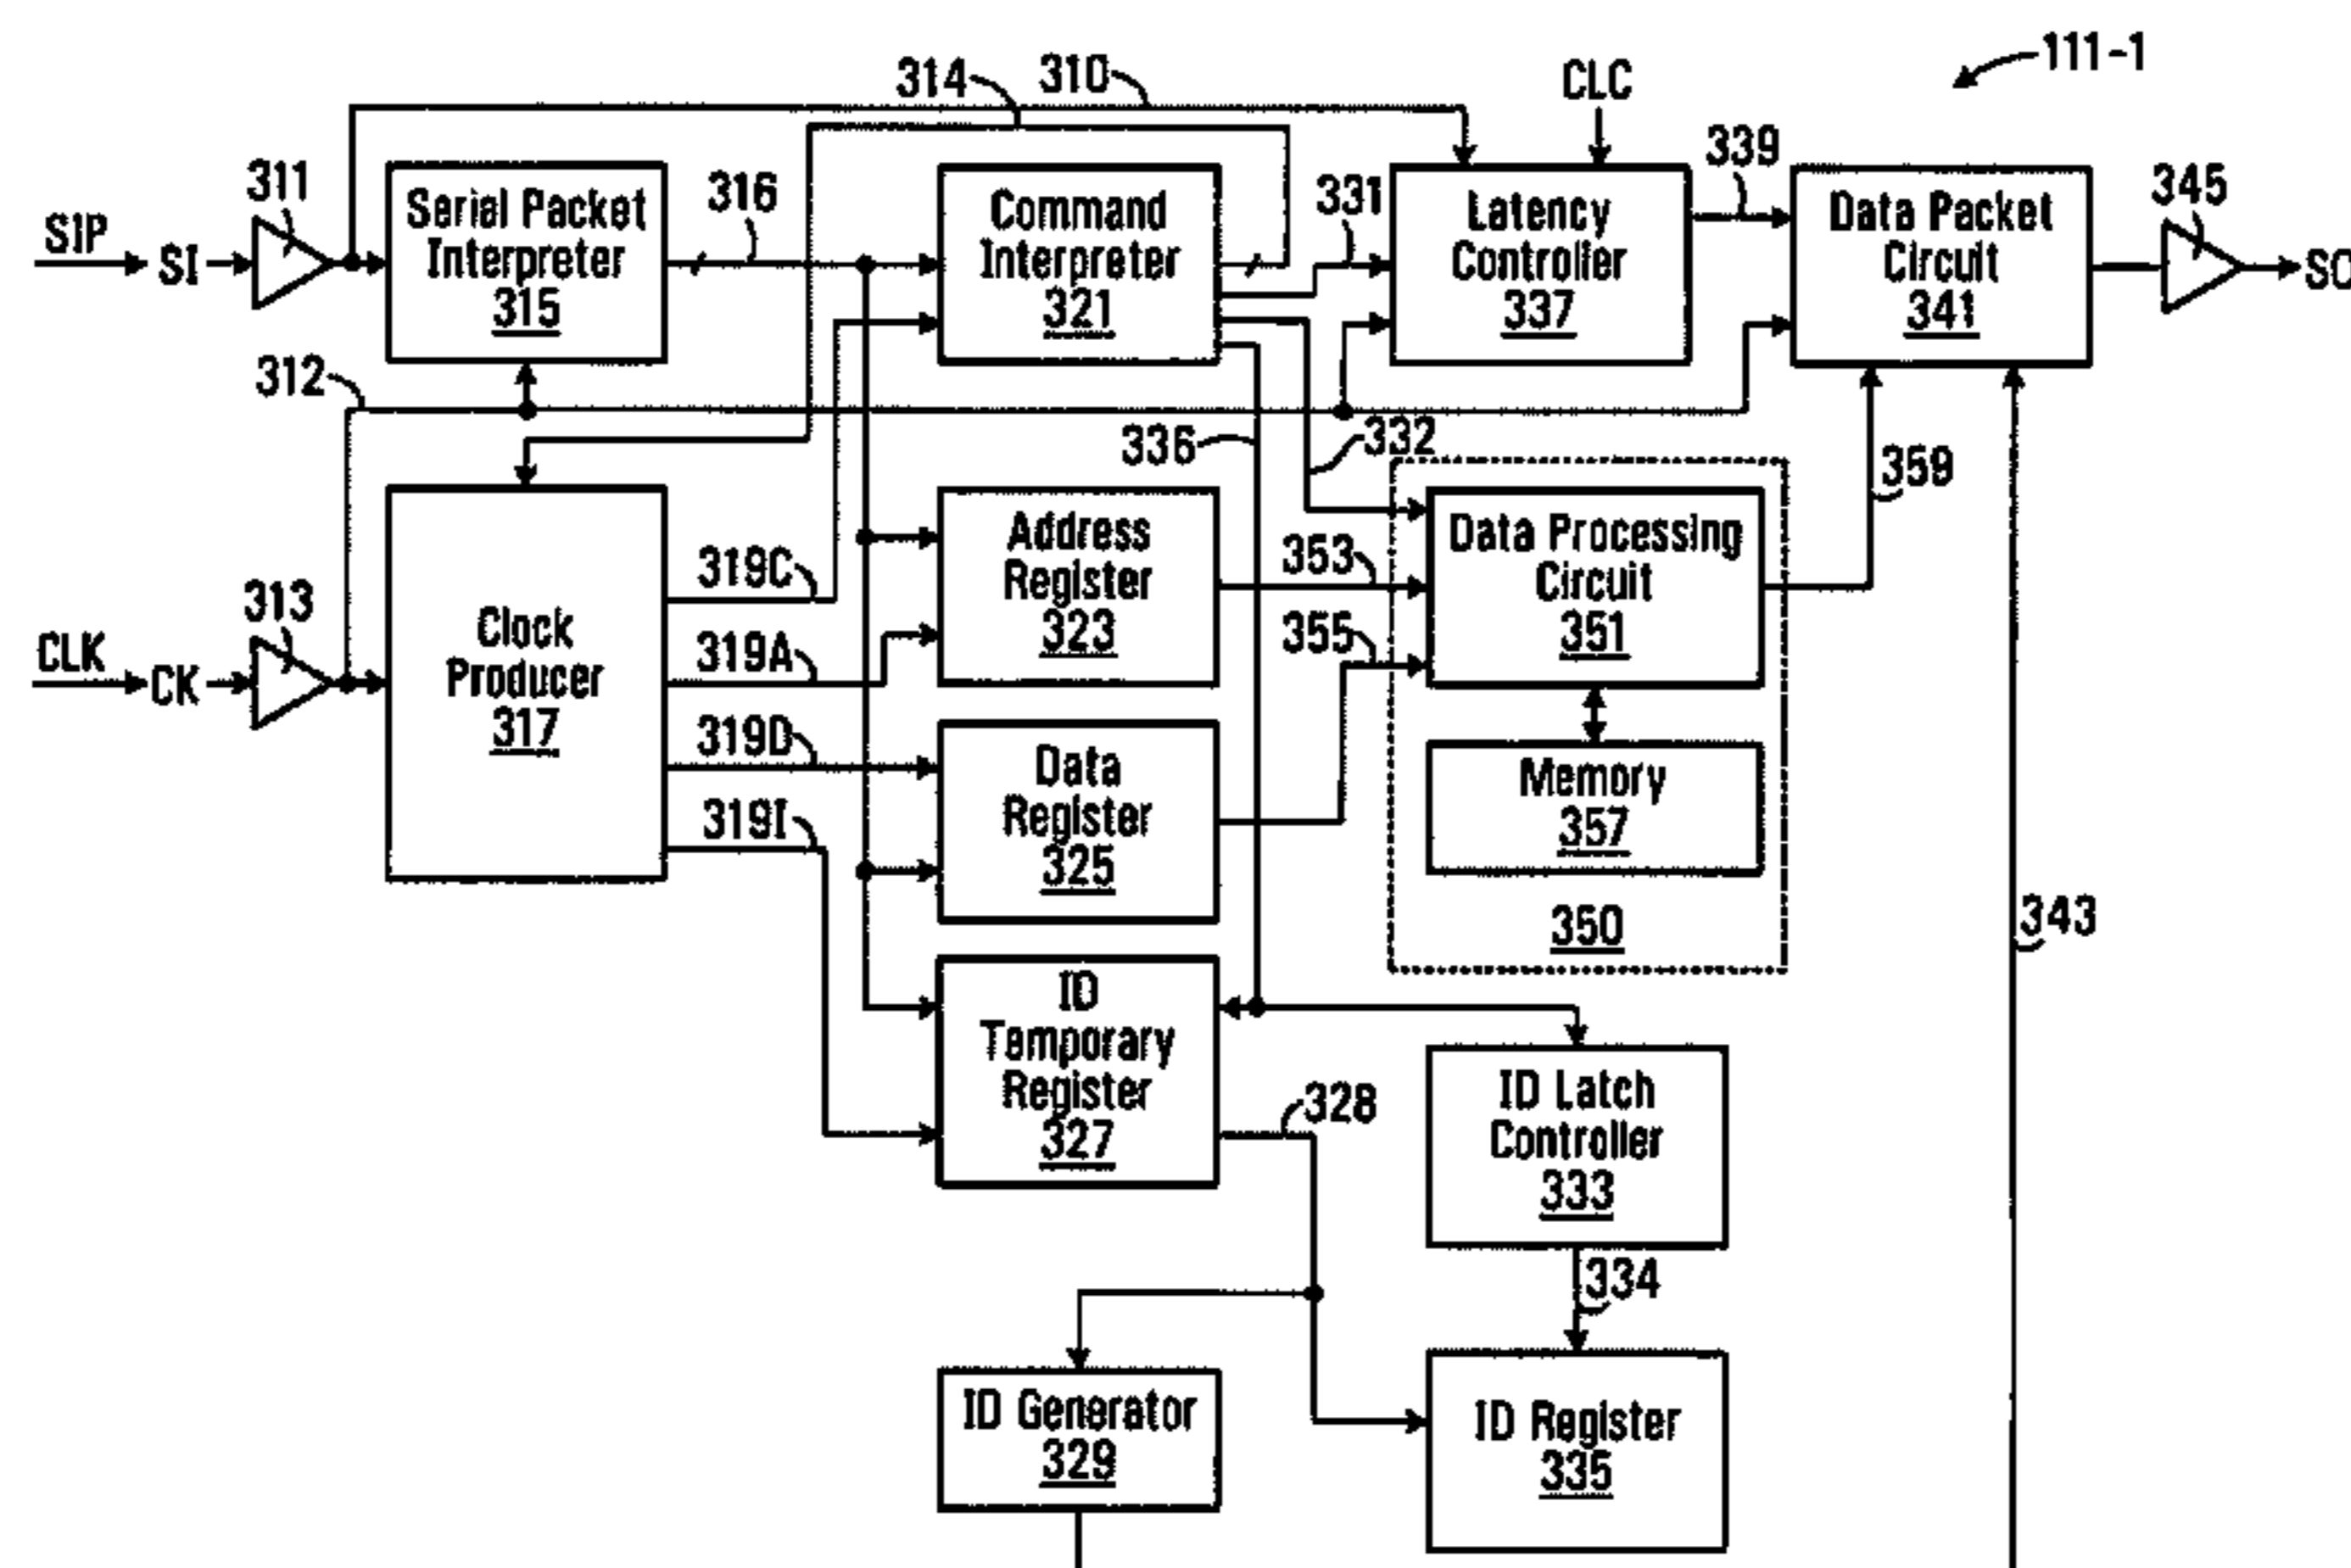 111-1
314
310
CLC
311
316
331
339
345
SIP
SI
Serial Packet
Interpreter
315
Command
Interpreter
321
Latency
Controller
337
Data Packet
Circuit
341
SO
312
336
332
359
313
CLK
CK
Clock
Producer
317
319C
319A
319D
319I
Address
Register
323
353
355
Data Processing
Circuit
351
Data
Register
325
Memory
357
350
343
ID
Temporary
Register
327
328
ID Latch
Controller
333
334
ID Generator
329
ID Register
335